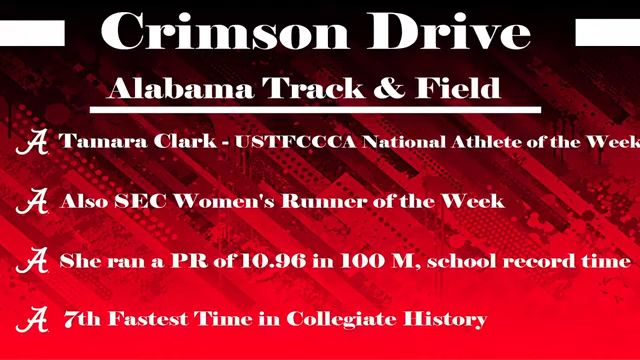 Crimson Drive
Alabama Track & Field
Tamara Clark - USTFCCCA National Athlete of the Week
Also SEC Women's Runner of the Week
She ran a PR of 10.96 in 100 M, school record time
7th Fastest Time in Collegiate History